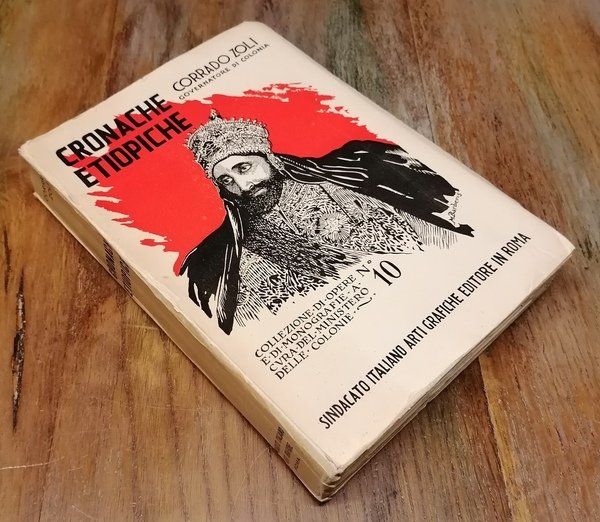 CORRADO ZOLI
GOVERNATORE DI COLONIA
CRONACHE
ETIOPICHE
COLLEZIONE·DI·OPERE
E·DI·MONOGRAFIE·A·
CVRA·DEL·MINISTERO
DELLE·COLONIE·
N° 10
SINDACATO ITALIANO ARTI GRAFICHE EDITORE IN ROMA